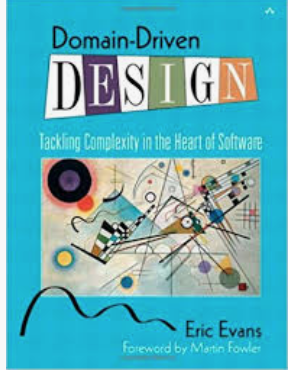 Domain-Driven
DESIGN
Tackling Complexity in the Heart of Software
Eric Evans
Foreword by Martin Fowler